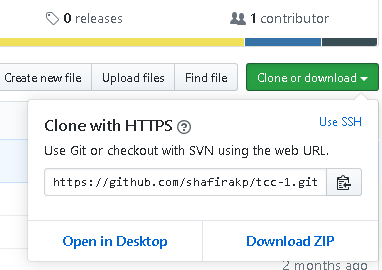 0 releases
1 contributor
Create new file
Upload files
Find file
Clone or download
Clone with HTTPS ?
Use SSH
Use Git or checkout with SVN using the web URL.
https://github.com/shafirakp/tcc-1.git
Open in Desktop
Download ZIP
2 months ago